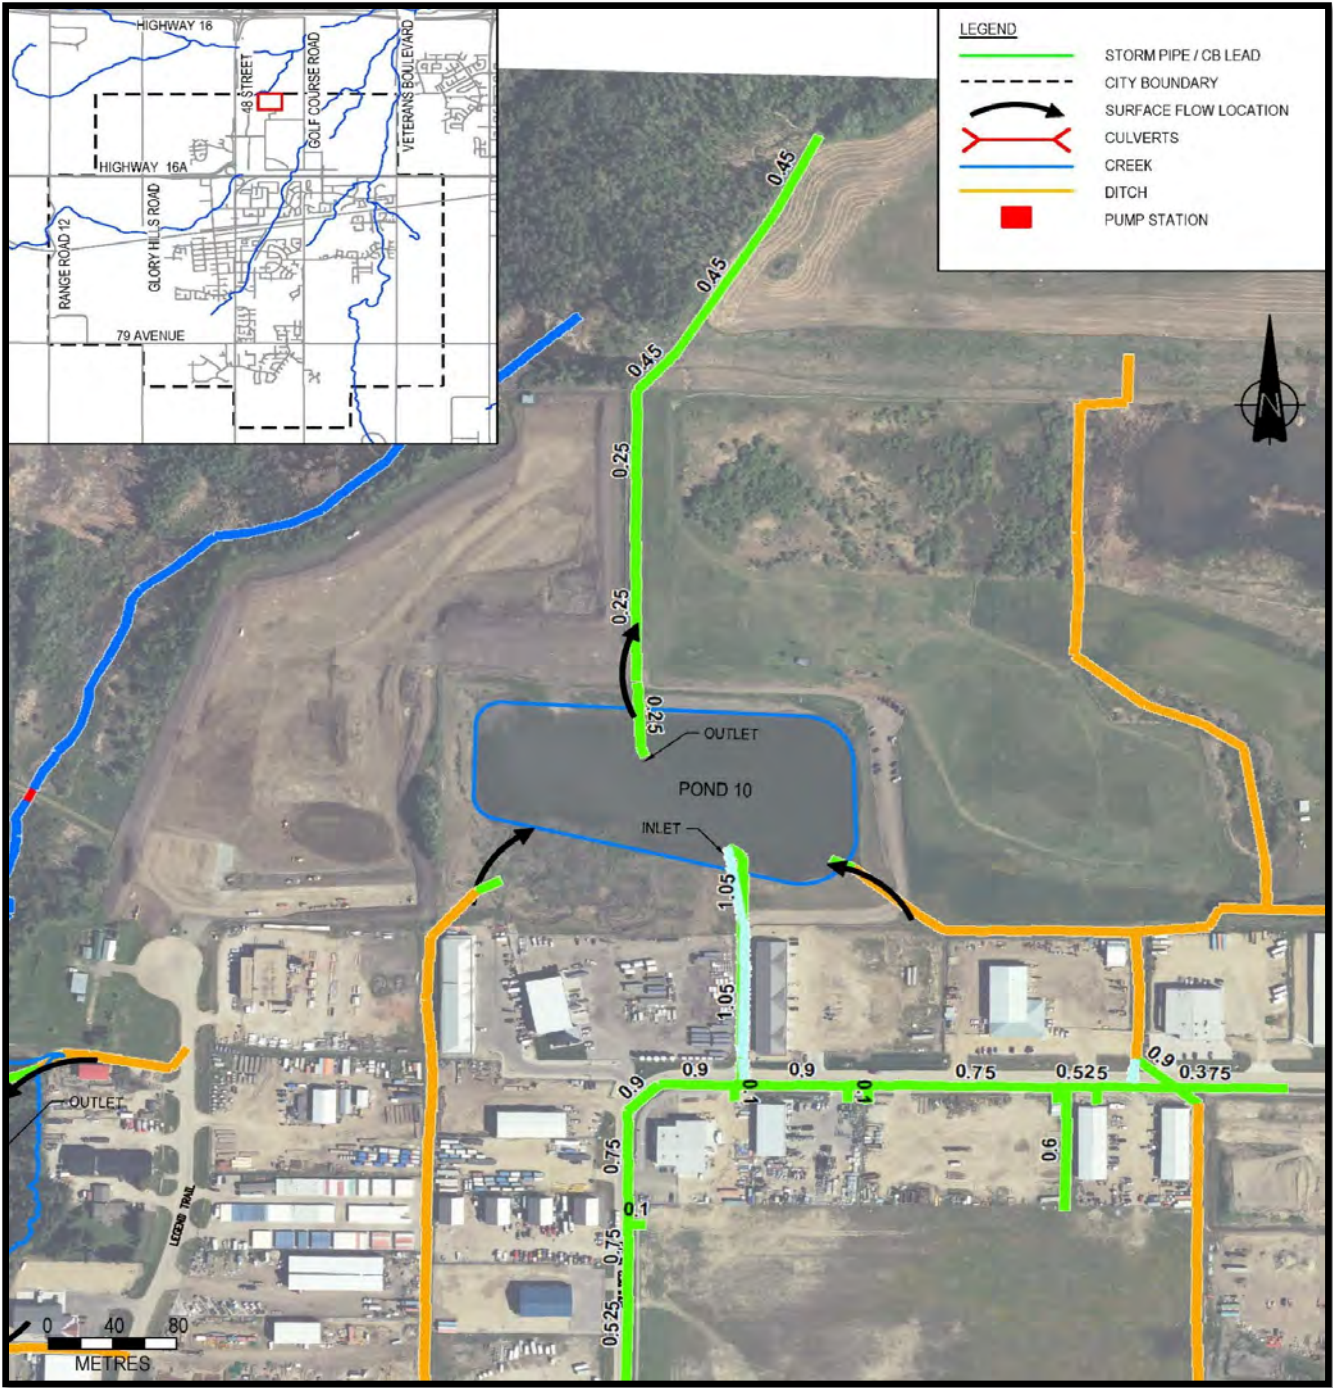 HIGHWAY 16
48 STREET
GOLF COURSE ROAD
VETERANS BOULEVARD
HIGHWAY 16A
RANGE ROAD 12
GLORY HILLS ROAD
79 AVENUE
LEGEND
STORM PIPE / CB LEAD
CITY BOUNDARY
SURFACE FLOW LOCATION
CULVERTS
CREEK
DITCH
PUMP STATION
N
0.45
0.45
0.45
0.25
0.25
0.25
OUTLET
POND 10
INLET
1.05
1.05
0.9
0.9
0.9
0.1
0.1
0.75
0.525
0.9
0.375
0.9
0.75
0.1
0.75
0.525
OUTLET
LEGEND TRAIL
0 40 80
METRES